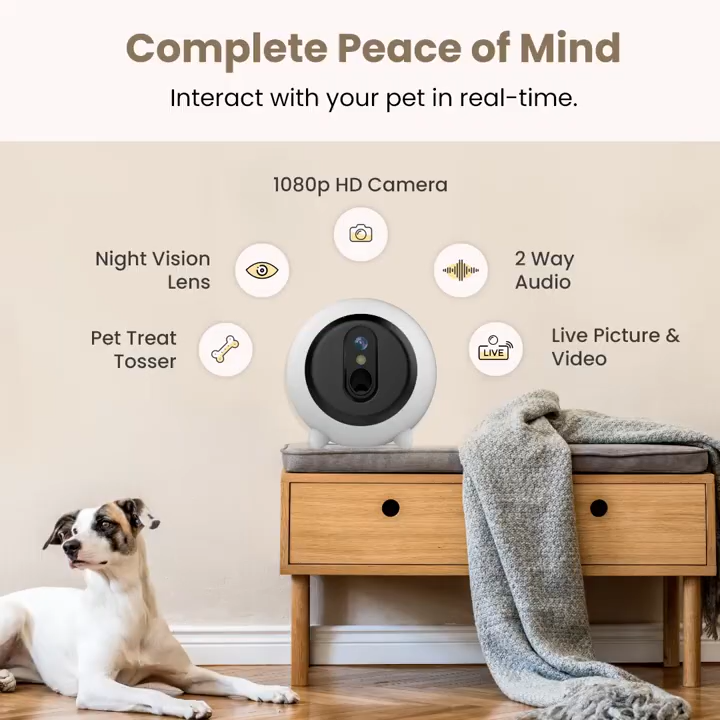 Complete Peace of Mind
Interact with your pet in real-time.
1080p HD Camera
Night Vision
Lens
2 Way
Audio
Pet Treat
Tosser
Live Picture &
Video
LIVE